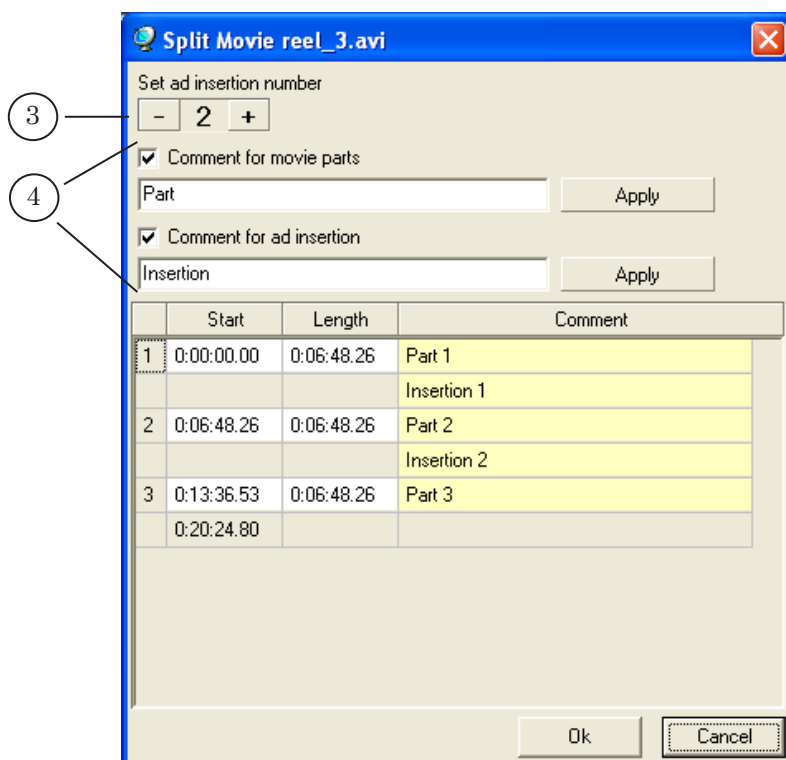 Split Movie reel_3.avi
Set ad insertion number
3
- 2 +
Comment for movie parts
4
Part Apply
Comment for ad insertion
Insertion Apply
Start Length Comment
1 0:00:00.00 0:06:48.26 Part 1
Insertion 1
2 0:06:48.26 0:06:48.26 Part 2
Insertion 2
3 0:13:36.53 0:06:48.26 Part 3
0:20:24.80
Ok Cancel